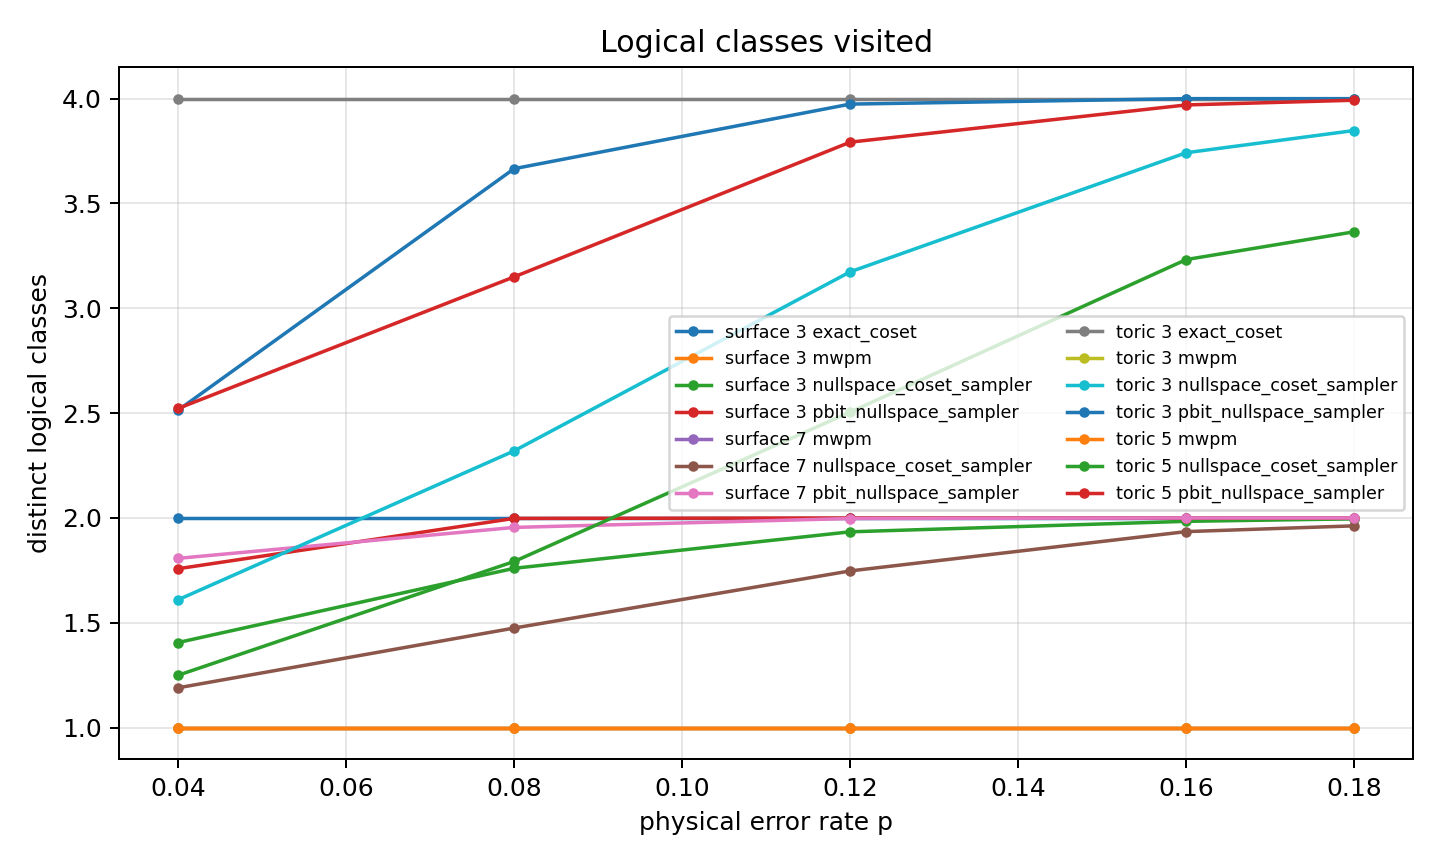 Logical classes visited
distinct logical classes
4.0
3.5
3.0
2.5
2.0
1.5
1.0
surface 3 exact_coset
surface 3 mwpm
surface 3 nullspace_coset_sampler
surface 3 pbit_nullspace_sampler
surface 7 mwpm
surface 7 nullspace_coset_sampler
surface 7 pbit_nullspace_sampler
toric 3 exact_coset
toric 3 mwpm
toric 3 nullspace_coset_sampler
toric 3 pbit_nullspace_sampler
toric 5 mwpm
toric 5 nullspace_coset_sampler
toric 5 pbit_nullspace_sampler
0.04 0.06 0.08 0.10 0.12 0.14 0.16 0.18
physical error rate p